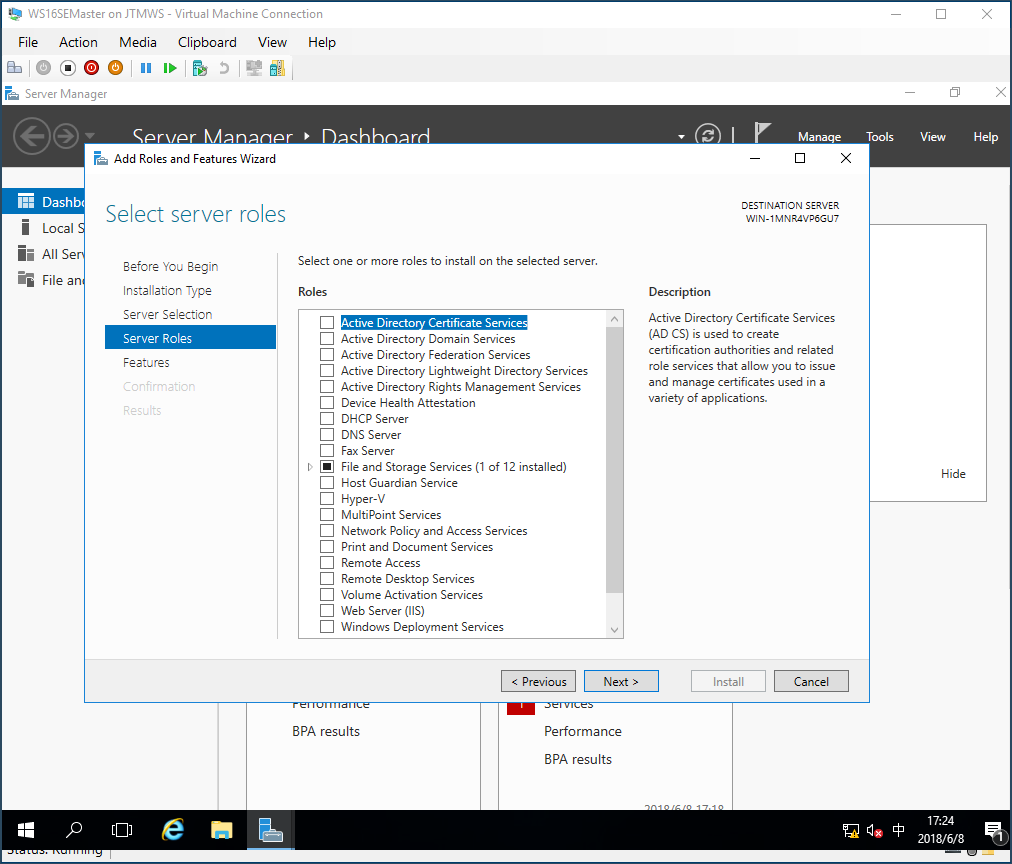 WS16SEMaster on JTMWS - Virtual Machine Connection
File Action Media Clipboard View Help
Server Manager
Server Manager Dashboard
Manage Tools View Help
Add Roles and Features Wizard
Dashbo
Local S
All Serv
File and
Select server roles
DESTINATION SERVER
WIN-1MNR4VP6GU7
Before You Begin
Installation Type
Server Selection
Server Roles
Features
Confirmation
Results
Select one or more roles to install on the selected server.
Roles
Active Directory Certificate Services
Active Directory Domain Services
Active Directory Federation Services
Active Directory Lightweight Directory Services
Active Directory Rights Management Services
Device Health Attestation
DHCP Server
DNS Server
Fax Server
File and Storage Services (1 of 12 installed)
Host Guardian Service
Hyper-V
MultiPoint Services
Network Policy and Access Services
Print and Document Services
Remote Access
Remote Desktop Services
Volume Activation Services
Web Server (IIS)
Windows Deployment Services
Description
Active Directory Certificate Services
(AD CS) is used to create
certification authorities and related
role services that allow you to issue
and manage certificates used in a
variety of applications.
Hide
< Previous Next > Install Cancel
Performance
BPA results
1 Services
Performance
BPA results
2018/6/8 17:18
中
17:24
2018/6/8
1
Status: Running